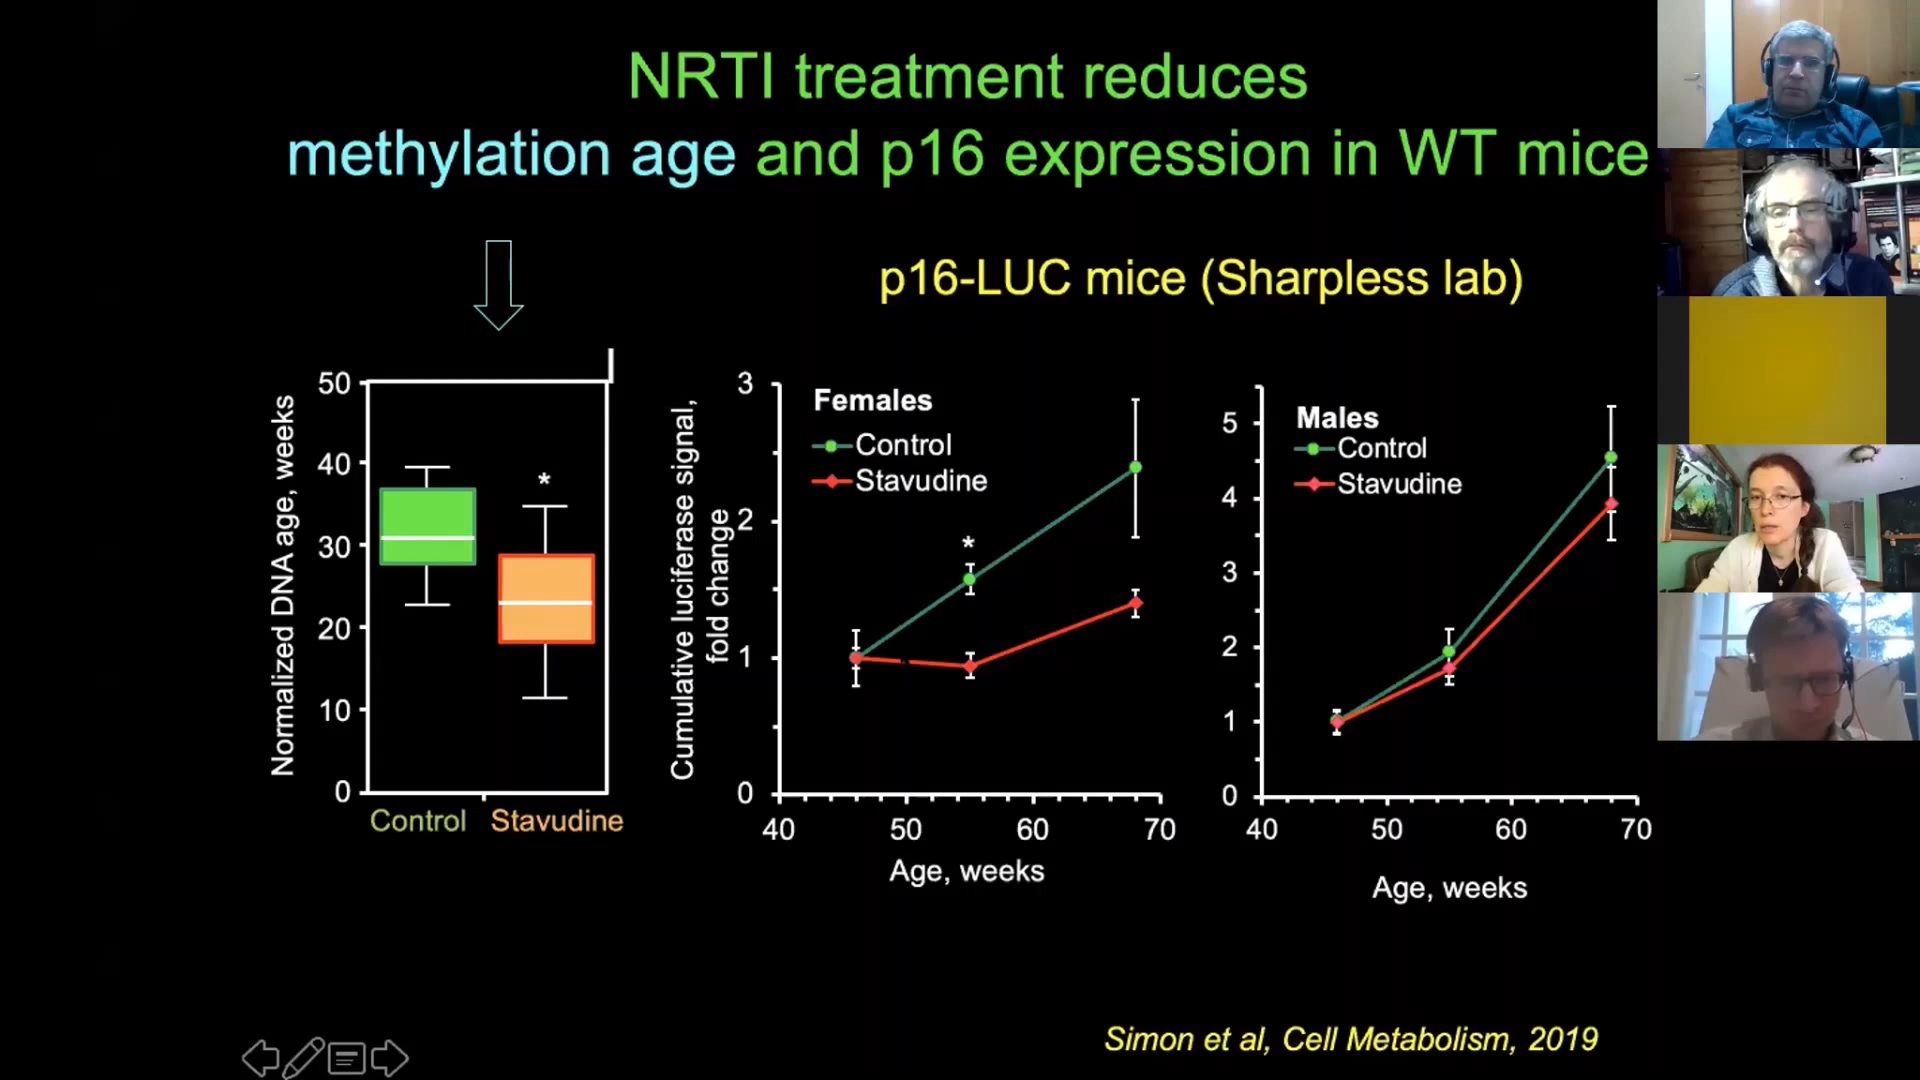 NRTI treatment reduces
methylation age and p16 expression in WT mice
p16-LUC mice (Sharpless lab)
Normalized DNA age, weeks
50
40
30
20
10
0
*
Control
Stavudine
Cumulative luciferase signal,
fold change
3
2
1
0
Females
Control
Stavudine
*
40 50 60 70
Age, weeks
5
4
3
2
1
0
Males
Control
Stavudine
40 50 60 70
Age, weeks
Simon et al, Cell Metabolism, 2019